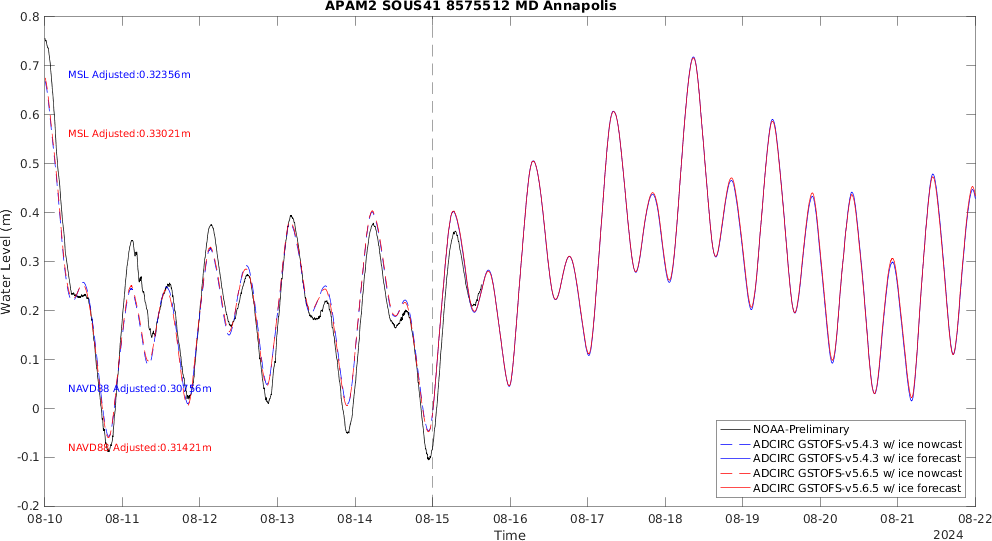 APAM2 SOUS41 8575512 MD Annapolis
0.8
0.7
0.6
0.5
0.4
0.3
0.2
0.1
0
-0.1
-0.2
Water Level (m)
MSL Adjusted:0.32356m
MSL Adjusted:0.33021m
NAVD88 Adjusted:0.30756m
NAVD88 Adjusted:0.31421m
NOAA-Preliminary
ADCIRC GSTOFS-v5.4.3 w/ ice nowcast
ADCIRC GSTOFS-v5.4.3 w/ ice forecast
ADCIRC GSTOFS-v5.6.5 w/ ice nowcast
ADCIRC GSTOFS-v5.6.5 w/ ice forecast
08-10 08-11 08-12 08-13 08-14 08-15 08-16 08-17 08-18 08-19 08-20 08-21 08-22
Time
2024